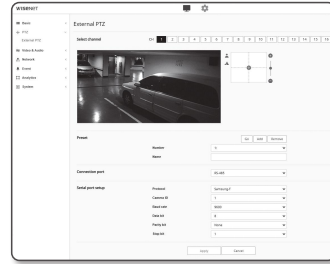 WISENET
Basic
PTZ
External PTZ
Video & Audio
Network
Event
Analytics
System
External PTZ
Select channel
CH 1 2 3 4 5 6 7 8 9 10 11 12 13 14 15 16
Preset
Go Add Remove
Number
Name
Connection port
RS-485
Serial port setup
Protocol
Samsung-T
Camera ID
1
Baud rate
9600
Data bit
8
Parity bit
None
Stop bit
1
Apply Cancel